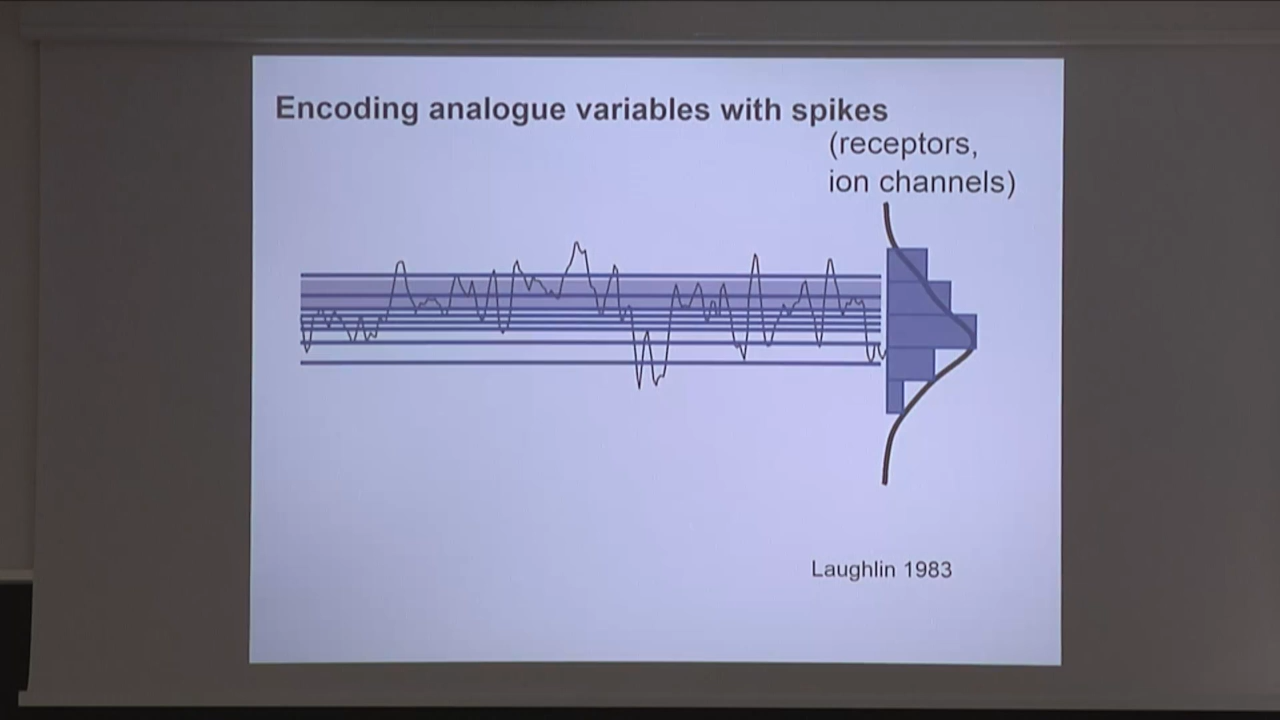 Encoding analogue variables with spikes
(receptors,
ion channels)
Laughlin 1983